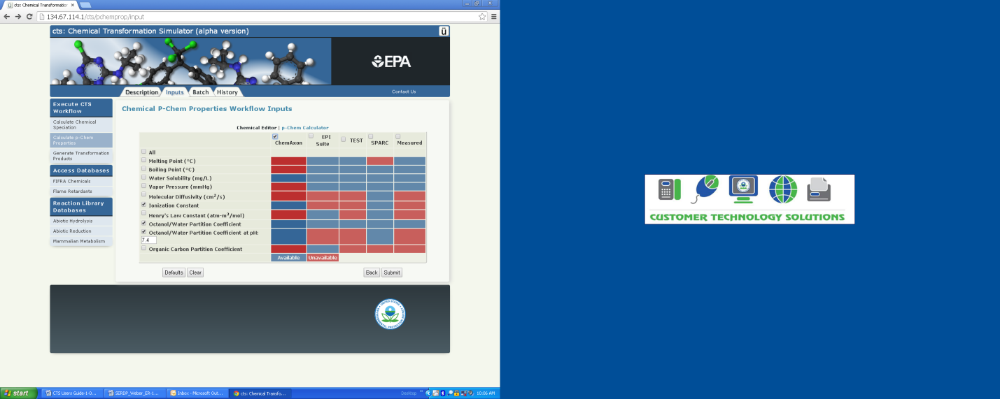 cts: Chemical Transformatio
134.67.114.1/cts/pchemprop/input
cts: Chemical Transformation Simulator (alpha version)
ü
EPA
Description
Inputs
Batch
History
Contact Us
Execute CTS
Workflow
Calculate Chemical
Speciation
Calculate p-Chem
Properties
Generate Transformation
Products
Access Databases
FIFRA Chemicals
Flame Retardants
Reaction Library
Databases
Abiotic Hydrolysis
Abiotic Reduction
Mammalian Metabolism
Chemical P-Chem Properties Workflow Inputs
Chemical Editor | p-Chem Calculator
ChemAxon
EPI
Suite
TEST
SPARC
Measured
All
Melting Point (°C)
Boiling Point (°C)
Water Solubility (mg/L)
Vapor Pressure (mmHg)
Molecular Diffusivity (cm²/s)
Ionization Constant
Henry's Law Constant (atm-m³/mol)
Octanol/Water Partition Coefficient
Octanol/Water Partition Coefficient at pH:
7.4
Organic Carbon Partition Coefficient
Available
Unavailable
Defaults
Clear
Back
Submit
start
CTS Users Guide-1-0...
SERDP_Weber_ER-1...
Inbox - Microsoft Out...
cts: Chemical Transfo...
Desktop
10:06 AM
CUSTOMER TECHNOLOGY SOLUTIONS